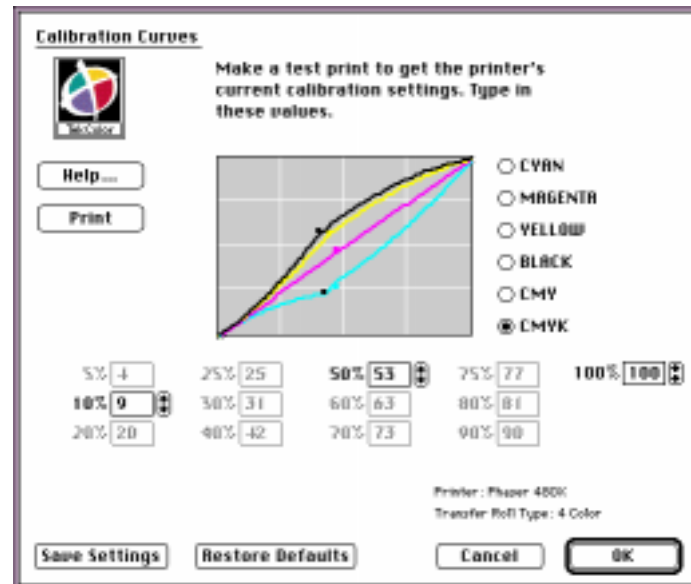 Calibration Curves
Make a test print to get the printer's
current calibration settings. Type in
these values.
TekColor
Help...
Print
CYAN
MAGENTA
YELLOW
BLACK
CMY
CMYK
5% 4 25% 25 50% 53 75% 77 100% 100
10% 9 30% 31 60% 63 80% 81
20% 20 40% 42 70% 73 90% 90
Printer: Phaser 480X
Transfer Roll Type: 4 Color
Save Settings Restore Defaults Cancel OK